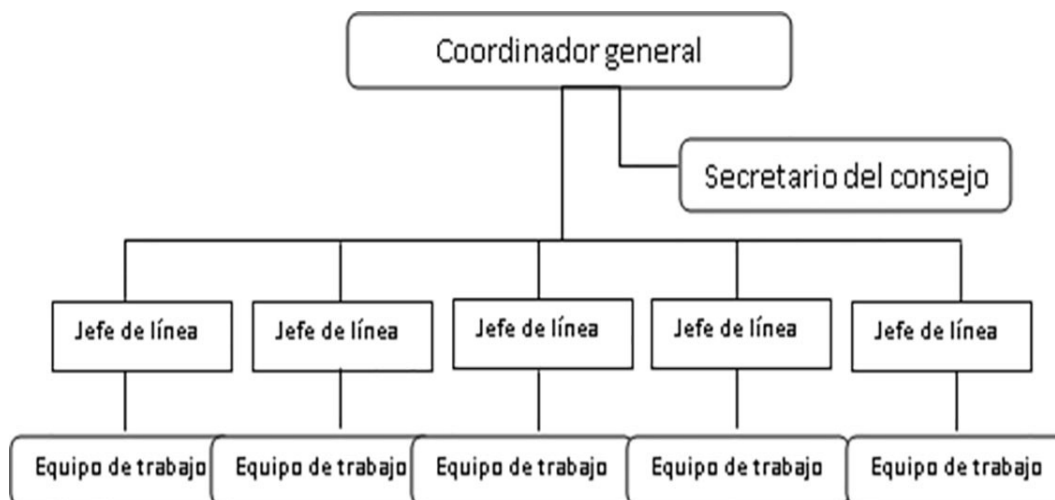 Coordinador general
Secretario del consejo
Jefe de línea
Jefe de línea
Jefe de línea
Jefe de línea
Jefe de línea
Equipo de trabajo
Equipo de trabajo
Equipo de trabajo
Equipo de trabajo
Equipo de trabajo